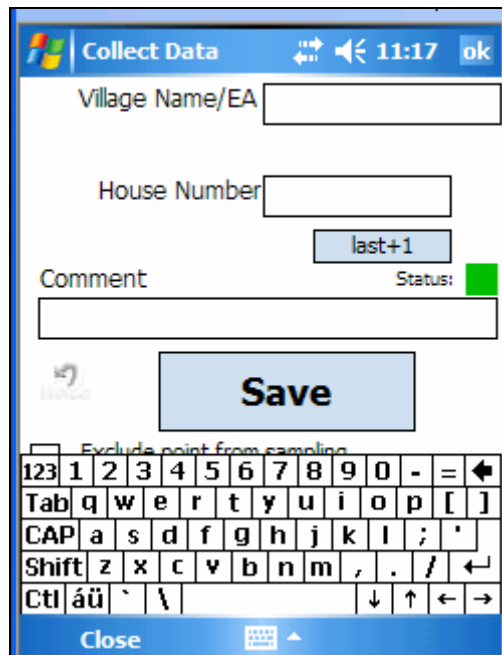 Collect Data 11:17 ok
Village Name/EA
House Number
last+1
Comment Status:
Save
Exclude point from sampling
123 1 2 3 4 5 6 7 8 9 0 - =
Tab q w e r t y u i o p [ ]
CAP a s d f g h j k l ; '
Shift z x c v b n m , . /
Ctl áü ` \ ↓ ↑ ← →
Close